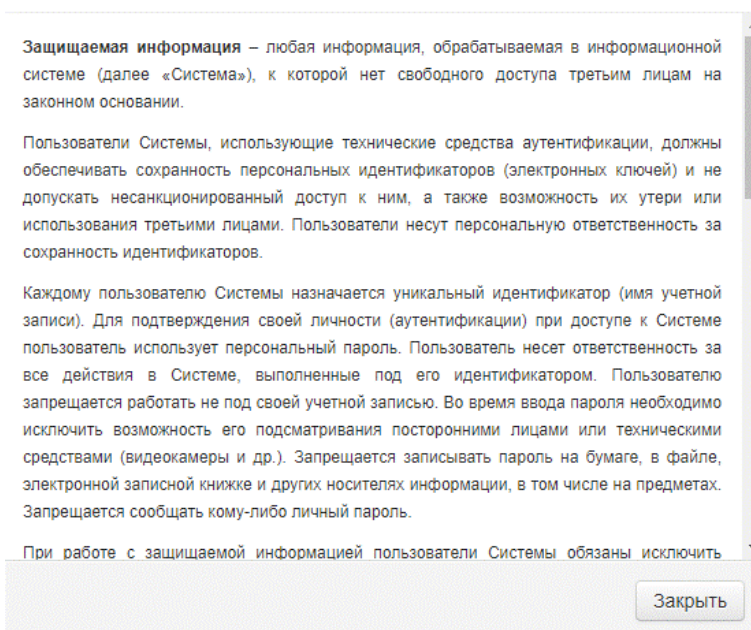 Защищаемая информация – любая информация, обрабатываемая в информационной
системе (далее «Система»), к которой нет свободного доступа третьим лицам на
законном основании.
Пользователи Системы, использующие технические средства аутентификации, должны
обеспечивать сохранность персональных идентификаторов (электронных ключей) и не
допускать несанкционированный доступ к ним, а также возможность их утери или
использования третьими лицами. Пользователи несут персональную ответственность за
сохранность идентификаторов.
Каждому пользователю Системы назначается уникальный идентификатор (имя учетной
записи). Для подтверждения своей личности (аутентификации) при доступе к Системе
пользователь использует персональный пароль. Пользователь несет ответственность за
все действия в Системе, выполненные под его идентификатором. Пользователю
запрещается работать не под своей учетной записью. Во время ввода пароля необходимо
исключить возможность его подсматривания посторонними лицами или техническими
средствами (видеокамеры и др.). Запрещается записывать пароль на бумаге, в файле,
электронной записной книжке и других носителях информации, в том числе на предметах.
Запрещается сообщать кому-либо личный пароль.
При работе с защищаемой информацией пользователи Системы обязаны исключить
Закрыть